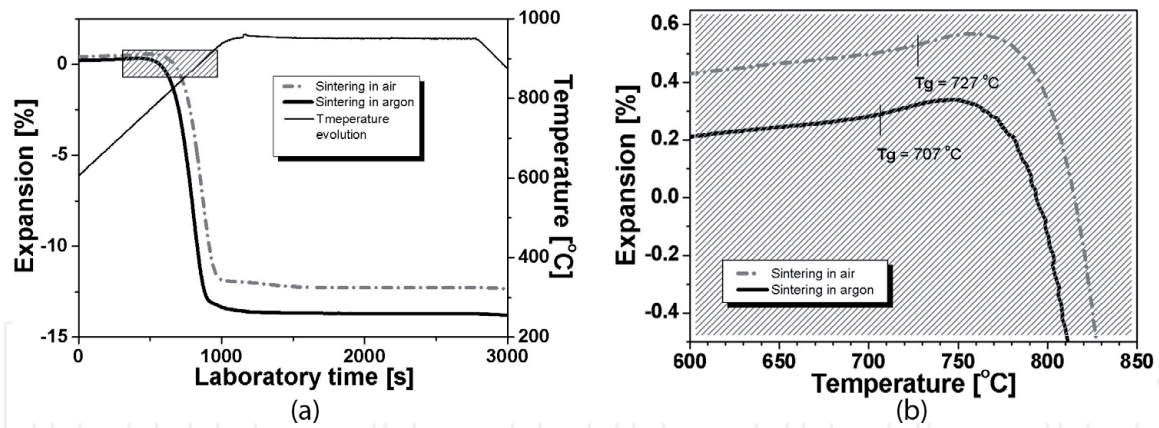 Expansion [%]
0
-5
-10
-15
0
1000
2000
3000
Laboratory time [s]
1000
800
600
400
200
Temperature [°C]
Sintering in air
Sintering in argon
Tmeperature
evolution
(a)
Expansion [%]
0.6
0.4
0.2
0.0
-0.2
-0.4
600
650
700
750
800
850
Temperature [°C]
Tg = 727 °C
Tg = 707 °C
Sintering in air
Sintering in argon
(b)